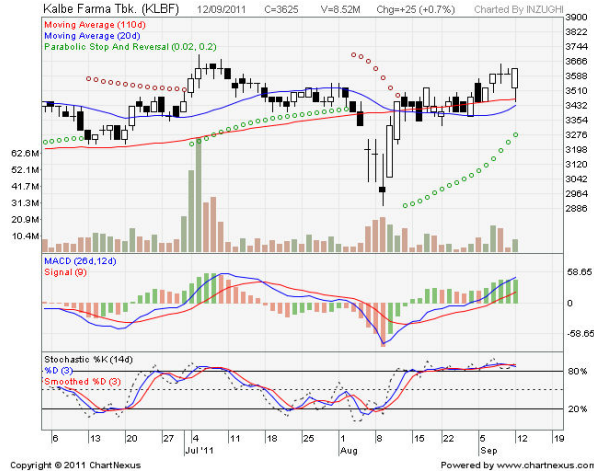 Kalbe Farma Tbk. (KLBF) 12/09/2011 C=3625 V=8.52M Chg=+25 (+0.7%) Charted By INZUGHI
Moving Average (110d)
Moving Average (20d)
Parabolic Stop And Reversal (0.02, 0.2)
3900
3822
3744
3666
3588
3510
3432
3354
3276
3198
3120
3042
2964
2886
62.6M
52.1M
41.7M
31.3M
20.9M
10.4M
MACD (26d,12d)
Signal (9)
58.65
0
-58.65
Stochastic %K (14d)
%D (3)
Smoothed %D (3)
80%
20%
6 13 20 27 4 11 18 25 1 8 15 22 5 12 19
Jul '11 Aug Sep
Copyright © 2011 ChartNexus Powered by www.chartnexus.com